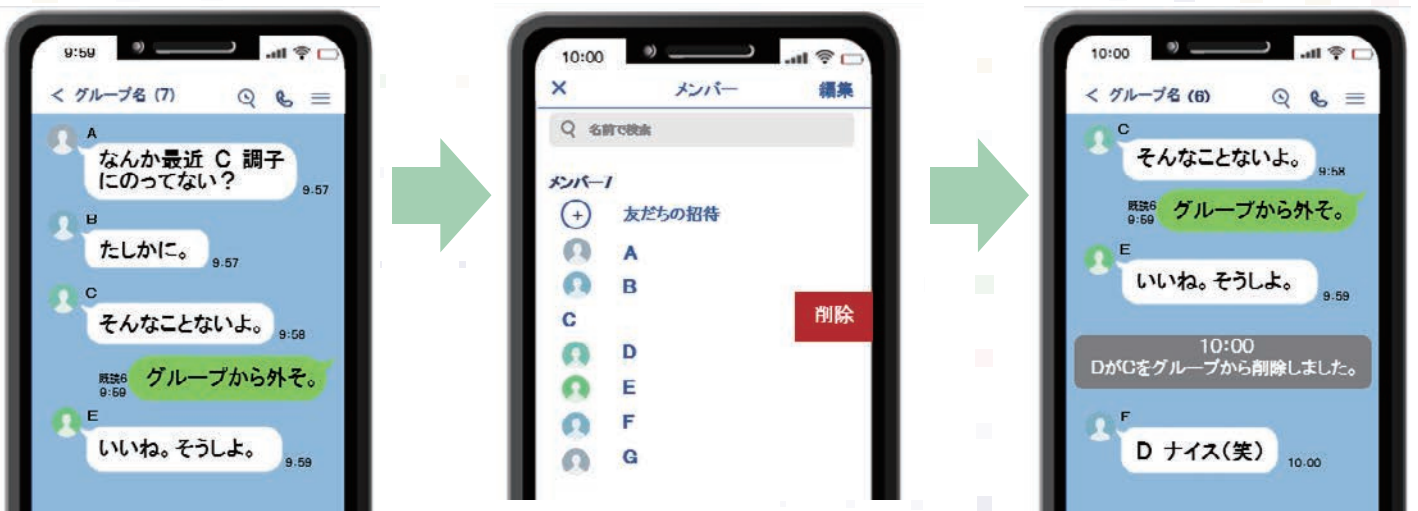 9:59
< グループ名 (7)
A
なんか最近 C 調子
にのってない?
9:57
B
たしかに。
9:57
C
そんなことないよ。
9:58
既読6
9:59
グループから外そ。
E
いいね。そうしよ。
9:59
10:00
× メンバー 編集
名前で検索
メンバー7
+ 友だちの招待
A
B
C 削除
D
E
F
G
10:00
< グループ名 (6)
C
そんなことないよ。
9:58
既読6
9:59
グループから外そ。
E
いいね。そうしよ。
9:59
10:00
DがCをグループから削除しました。
F
D ナイス(笑)
10:00